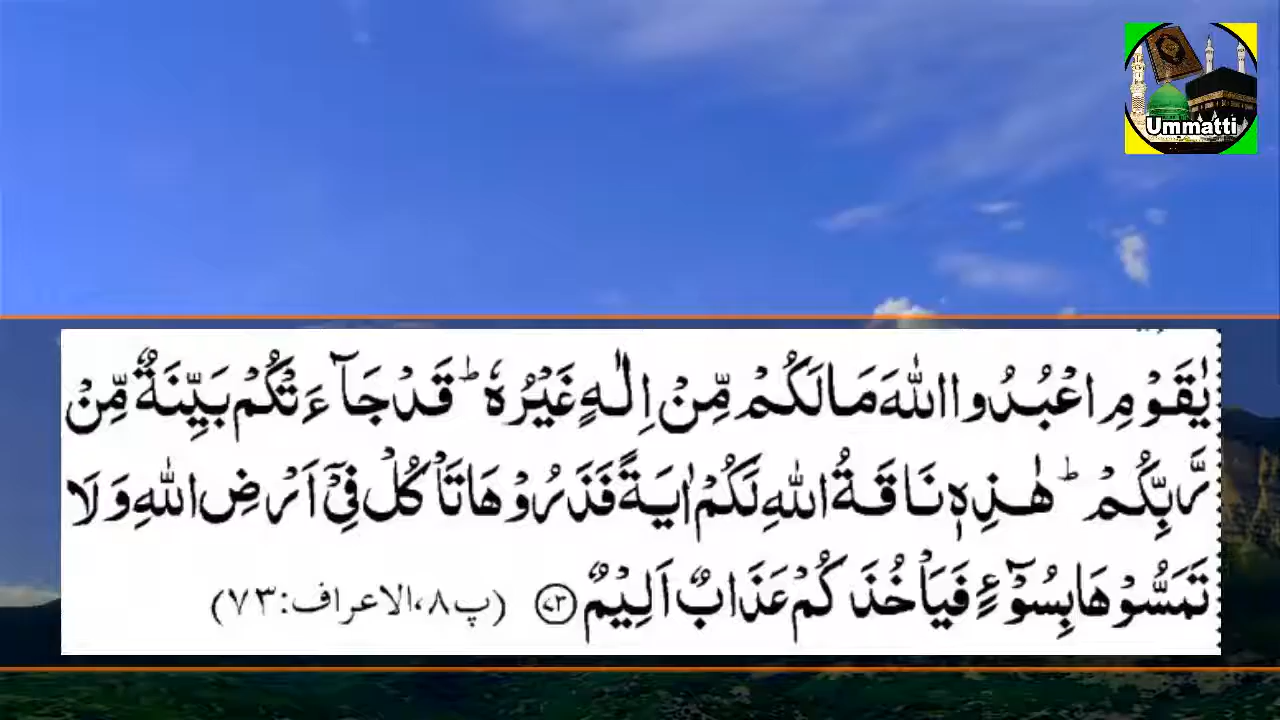 Ummatti
یٰقَوْمِ اعْبُدُوا اللّٰهَ مَا لَكُمْ مِّنْ اِلٰهٍ غَیْرُهٗ ؕ قَدْ جَآءَتْكُمْ بَیِّنَةٌ مِّنْ
رَّبِّكُمْ ؕ هٰذِهٖ نَاقَةُ اللّٰهِ لَكُمْ اٰیَةً فَذَرُوْهَا تَاْكُلْ فِیْۤ اَرْضِ اللّٰهِ وَ لَا
تَمَسُّوْهَا بِسُوْٓءٍ فَیَاْخُذَكُمْ عَذَابٌ اَلِیْمٌ ﴿۷۳﴾ (پ۸،الاعراف:۷۳)